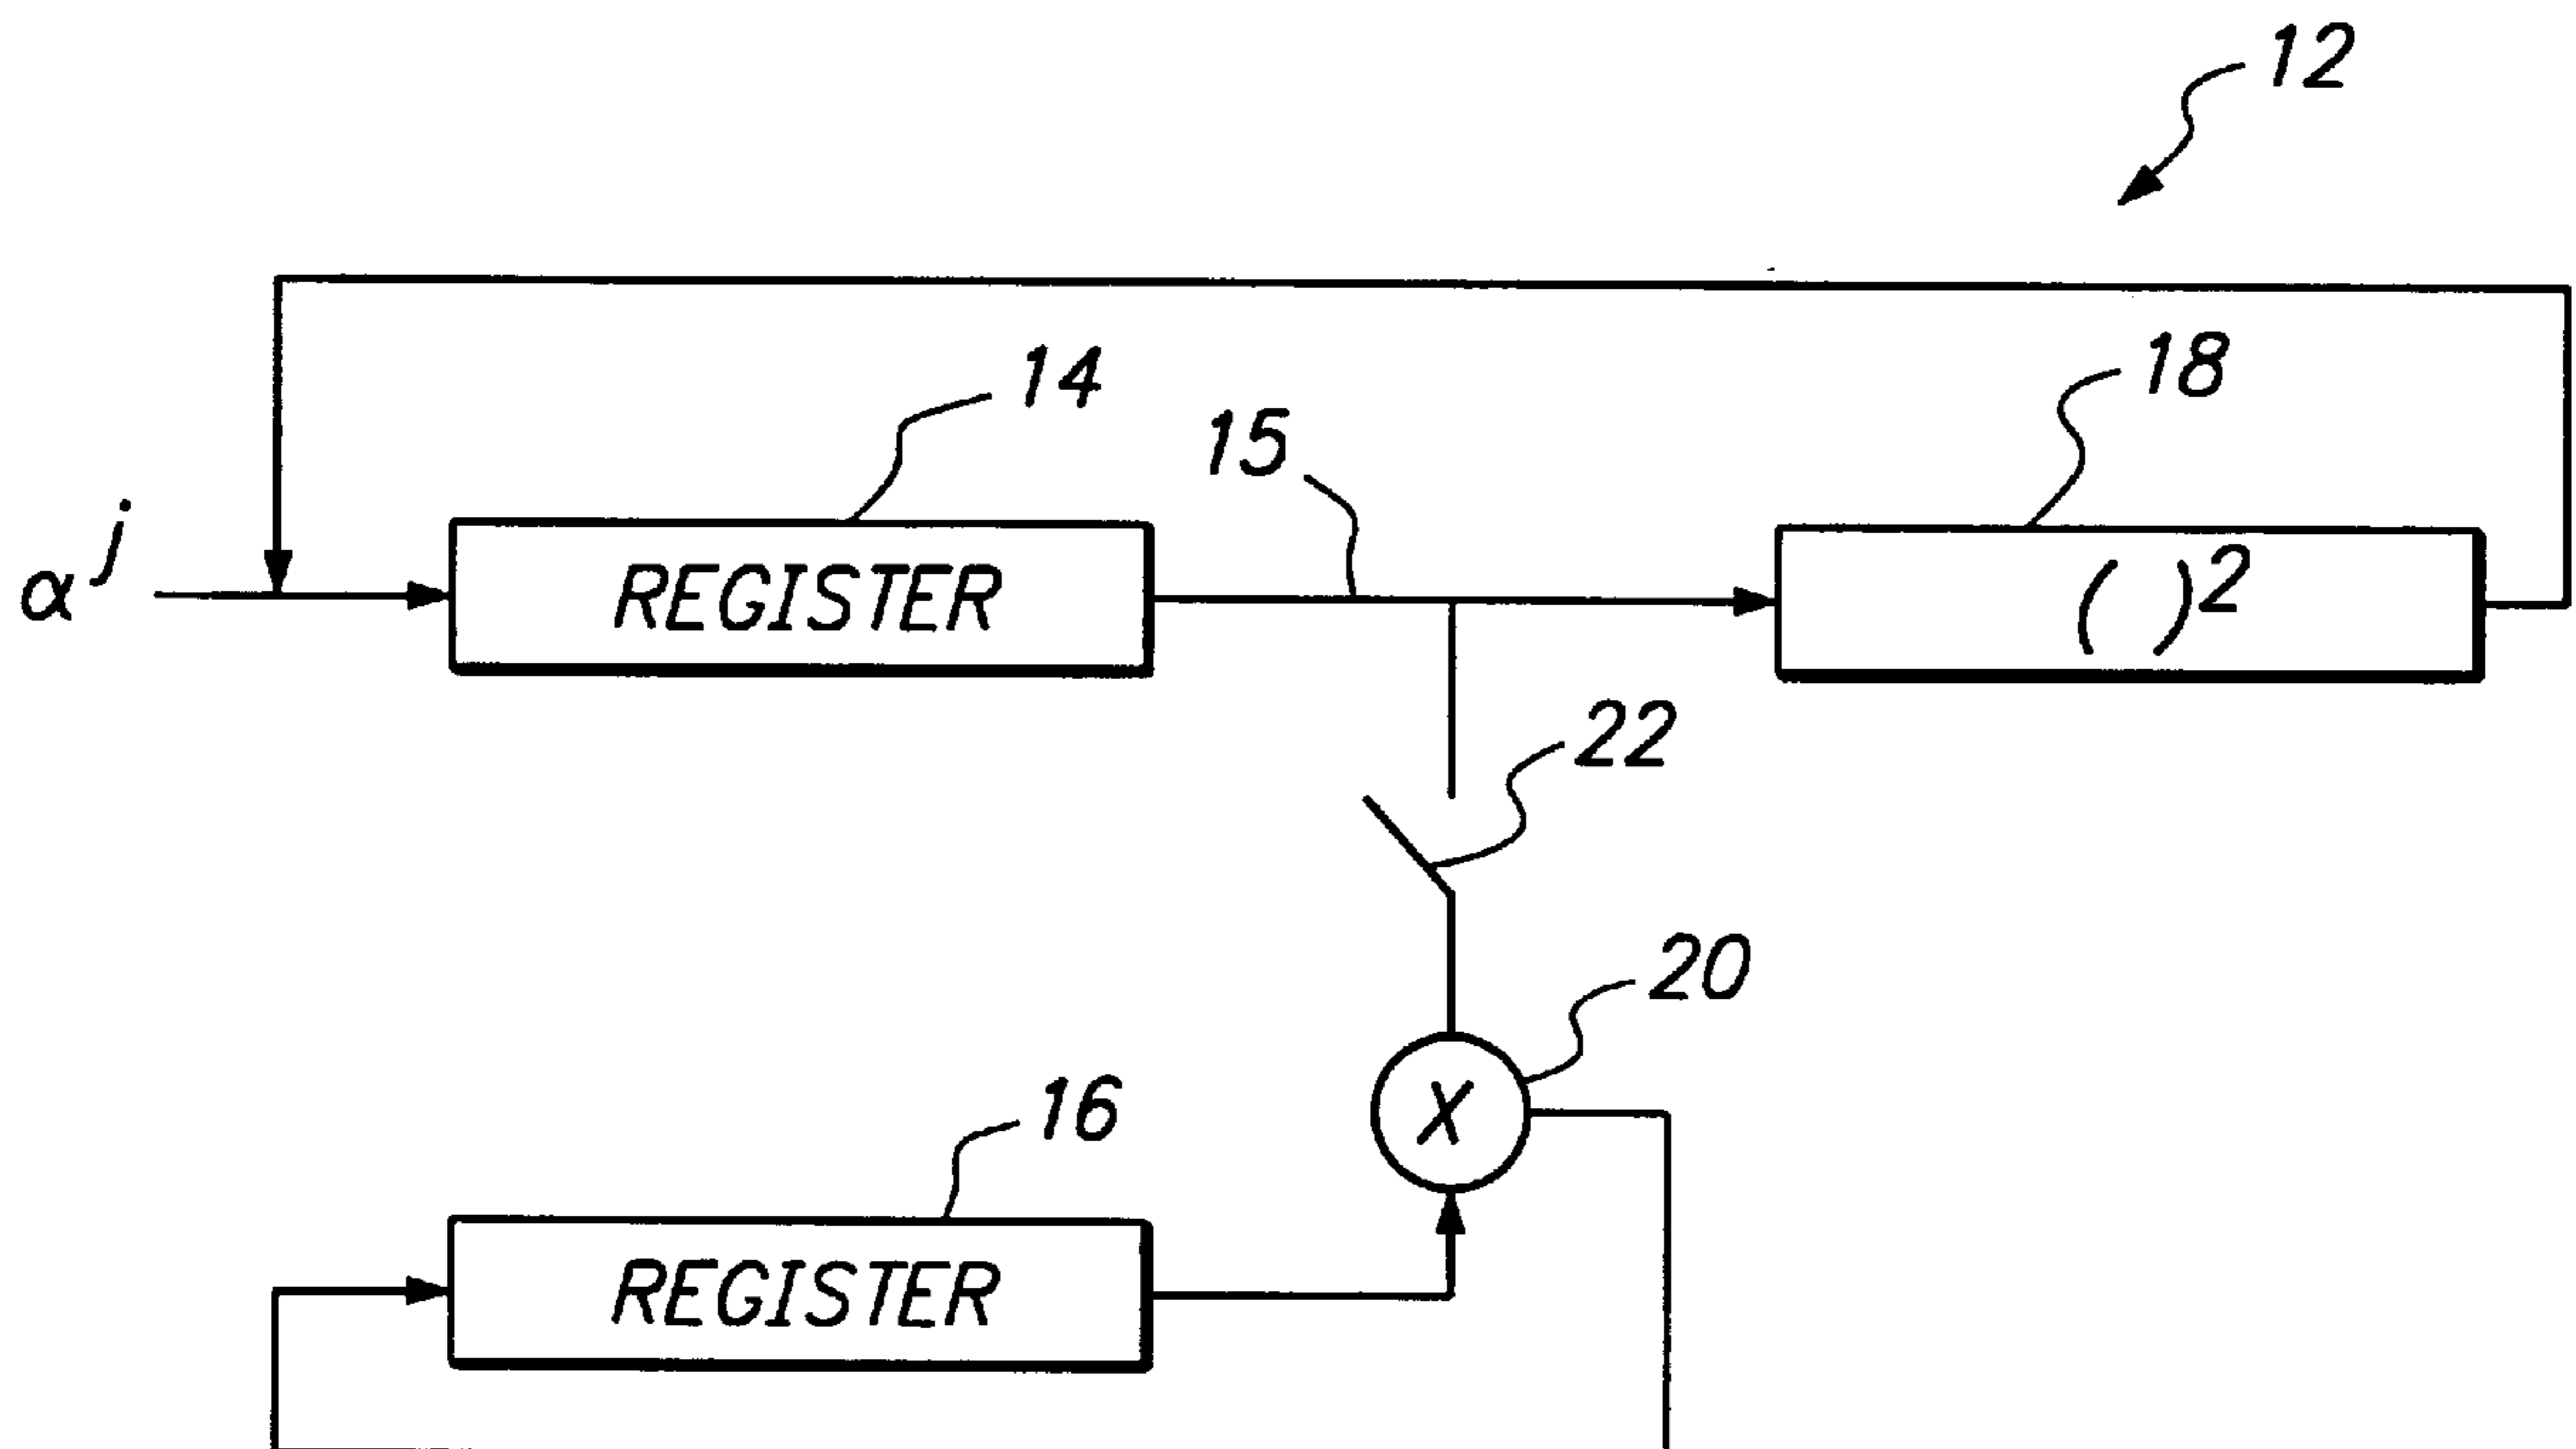 12
14
18
15
α^j
REGISTER
( )²
22
20
X
16
REGISTER